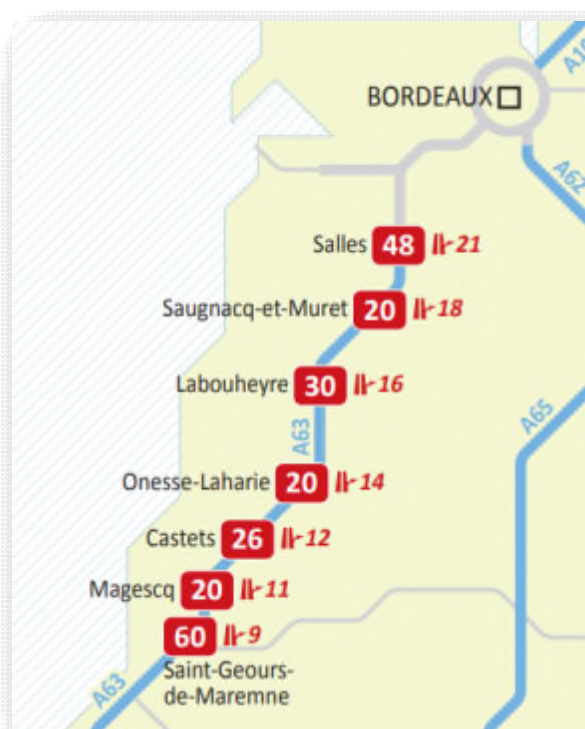 A10
BORDEAUX
A62
Salles 48 21
Saugnacq-et-Muret 20 18
Labouheyre 30 16
A65
A63
Onesse-Laharie 20 14
Castets 26 12
Magescq 20 11
60 9
Saint-Geours-
de-Maremne
A63